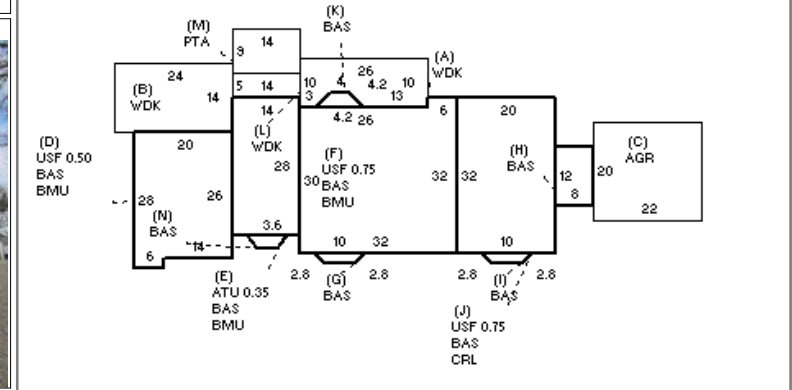 (K)
BAS
(M)
PTA
14
9
(A)
WDK
24
(B)
WDK
14
5 14
10
3
4
26
4.2
10
13
14
(L)
WDK
4.2 26
6
20
(D)
USF 0.50
BAS
BMU
20
28
26
(N)
BAS
14
6
28
30
(F)
USF 0.75
BAS
BMU
32
32
(H)
BAS
12
8
20
(C)
AGR
22
3.6
10
32
10
(E)
ATU 0.35
BAS
BMU
2.8
(G)
BAS
2.8
2.8
(I)
BAS
2.8
(J)
USF 0.75
BAS
CRL